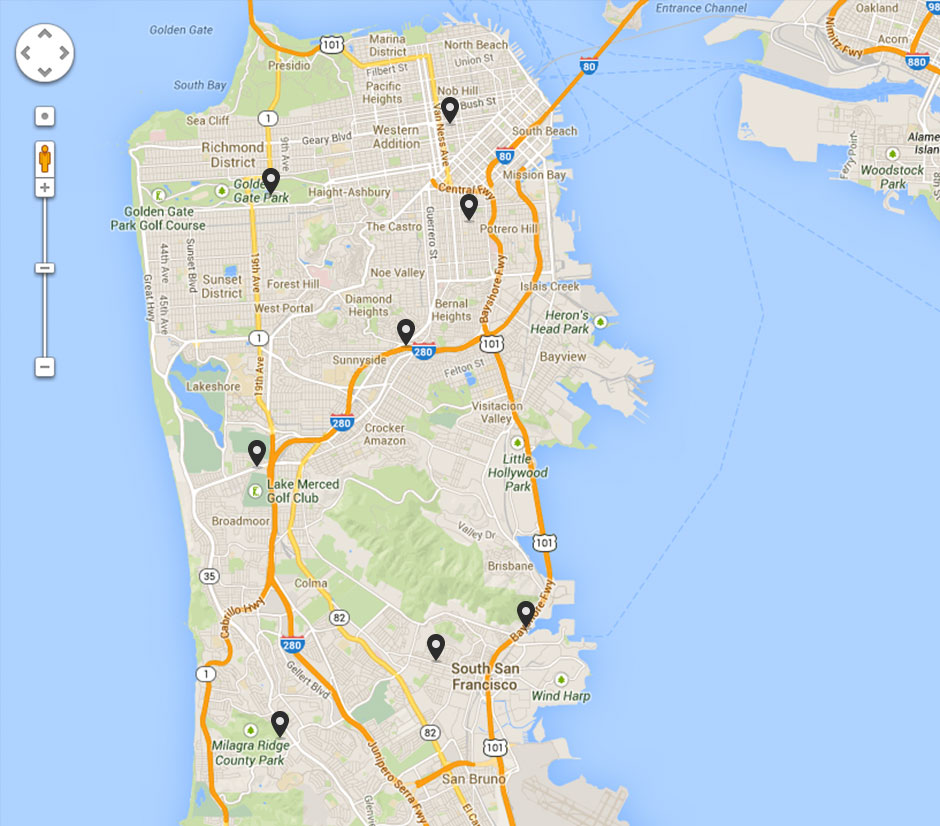 Entrance Channel
Oakland
Golden Gate
101
Marina
District
North Beach
Nimitz Fwy
Acorn
98
880
Presidio
Filbert St
Union St
80
South Bay
Pacific
Heights
Nob Hill
Bush St
Sea Cliff
1
Van Ness Ave
Geary Blvd
Western
Addition
South Beach
9th Ave
Richmond
District
80
Ferry Point
Alame
Islan
Woodstock
Park
Mission Bay
Golden
Gate Park
Haight-Ashbury
Central Fwy
Golden Gate
Park Golf Course
The Castro
Guerrero St
Potrero Hill
44th Ave
Sunset Blvd
19th Ave
Noe Valley
Forest Hill
Bayshore Fwy
Great Hwy
45th Ave
Sunset
District
Diamond
Heights
Bernal
Heights
Islais Creek
West Portal
Heron's
Head Park
1
280
101
Sunnyside
Bayview
19th Ave
Felton St
Lakeshore
Visitacion
Valley
280
Crocker
Amazon
Little
Hollywood
Park
Lake Merced
Golf Club
Broadmoor
Valley Dr
101
Brisbane
35
Colma
Cabrillo Hwy
82
Bayshore Fwy
280
1
Gellert Blvd
South San
Francisco
Wind Harp
82
Milagra Ridge
County Park
101
Junipero Serra Fwy
San Bruno
Glenvie
El Ca